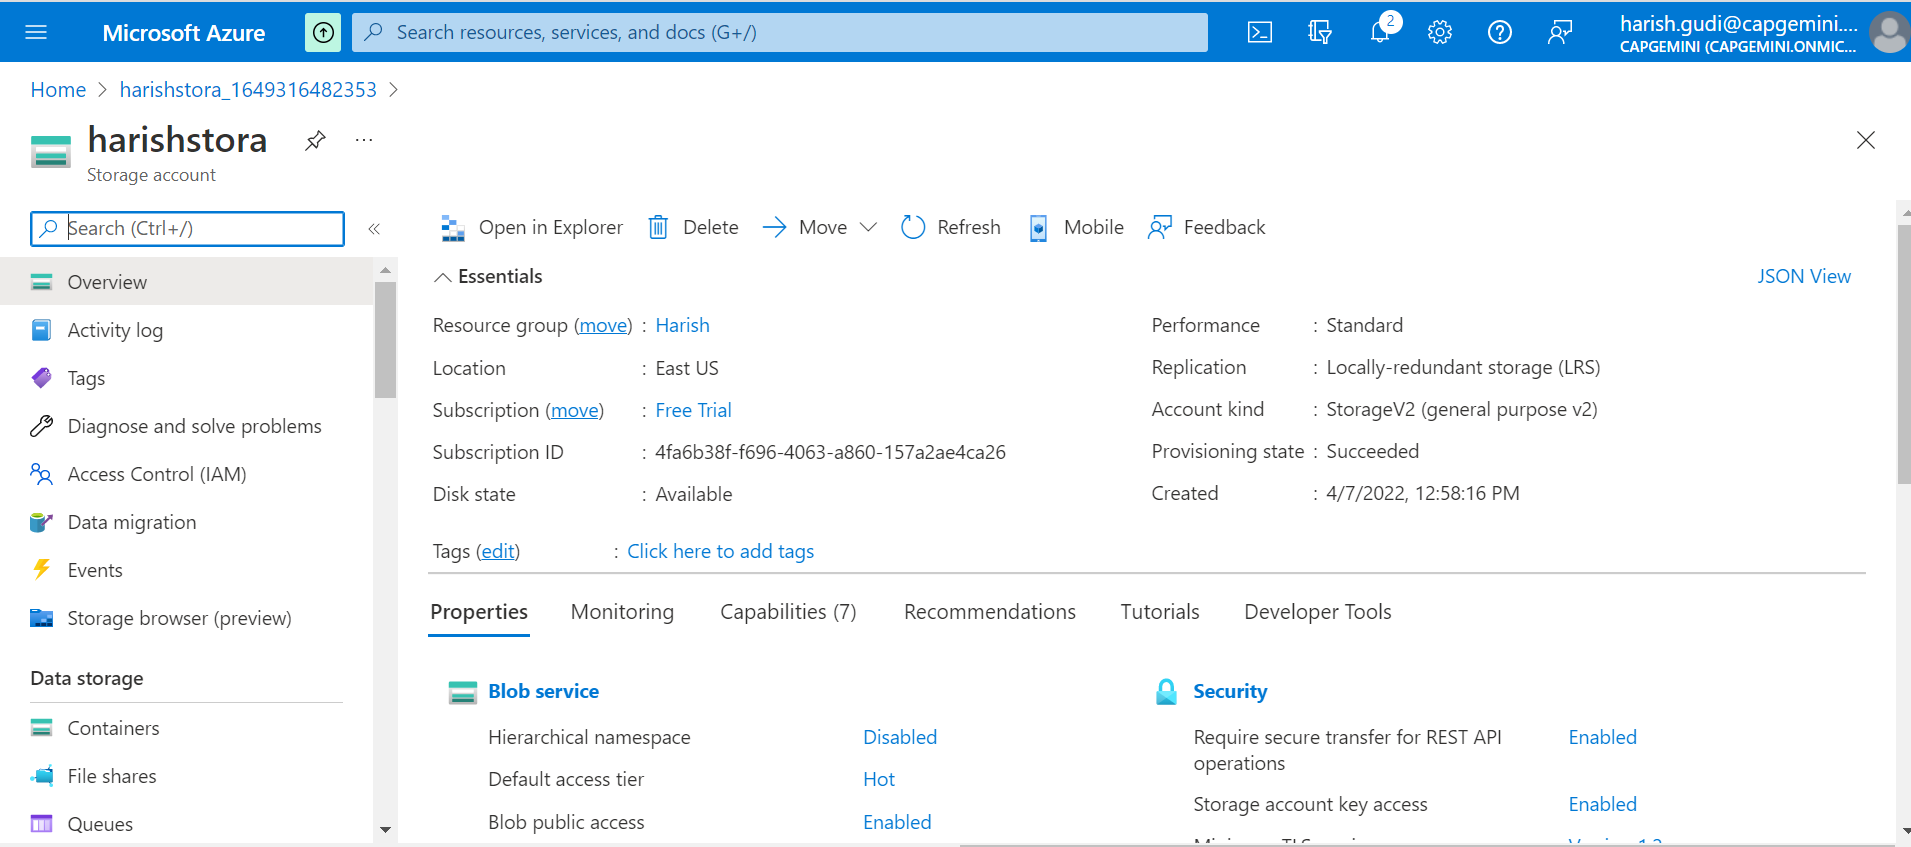 Microsoft Azure
Search resources, services, and docs (G+/)
2
harish.gudi@capgemini....
CAPGEMINI (CAPGEMINI.ONMIC...
Home > harishstora_1649316482353 >
harishstora
...
Storage account
Search (Ctrl+/)
«
Open in Explorer
Delete
Move
Refresh
Mobile
Feedback
Overview
Activity log
Tags
Diagnose and solve problems
Access Control (IAM)
Data migration
Events
Storage browser (preview)
Data storage
Containers
File shares
Queues
Essentials
JSON View
Resource group (move) : Harish
Location : East US
Subscription (move) : Free Trial
Subscription ID : 4fa6b38f-f696-4063-a860-157a2ae4ca26
Disk state : Available
Performance : Standard
Replication : Locally-redundant storage (LRS)
Account kind : StorageV2 (general purpose v2)
Provisioning state : Succeeded
Created : 4/7/2022, 12:58:16 PM
Tags (edit) : Click here to add tags
Properties
Monitoring
Capabilities (7)
Recommendations
Tutorials
Developer Tools
Blob service
Hierarchical namespace Disabled
Default access tier Hot
Blob public access Enabled
Security
Require secure transfer for REST API Enabled
operations
Storage account key access Enabled